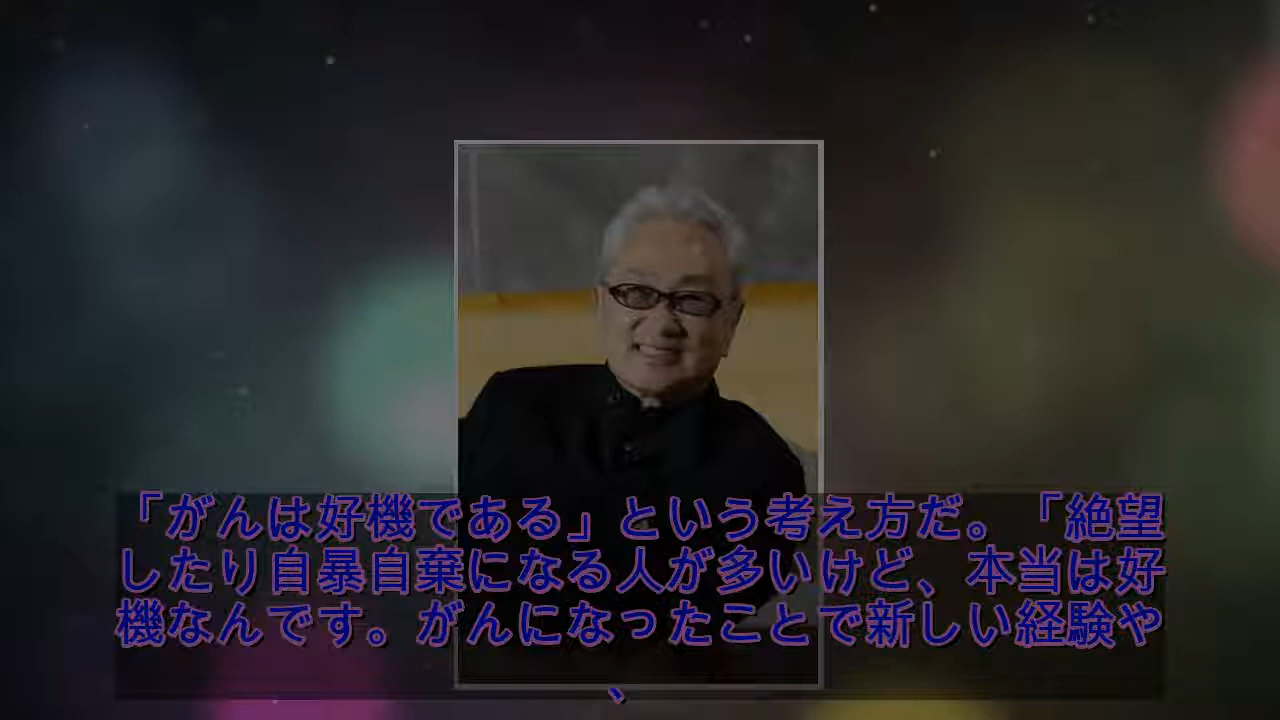 「がんは好機である」という考え方だ。「絶望
したり自暴自棄になる人が多いけど、本当は好
機なんです。がんになったことで新しい経験や
、